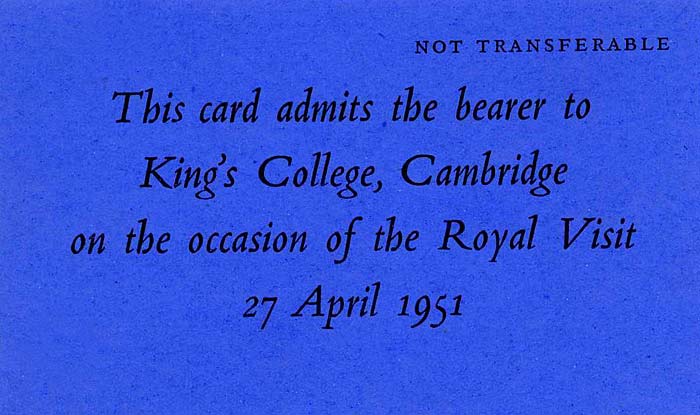 NOT TRANSFERABLE
This card admits the bearer to
King's College, Cambridge
on the occasion of the Royal Visit
27 April 1951